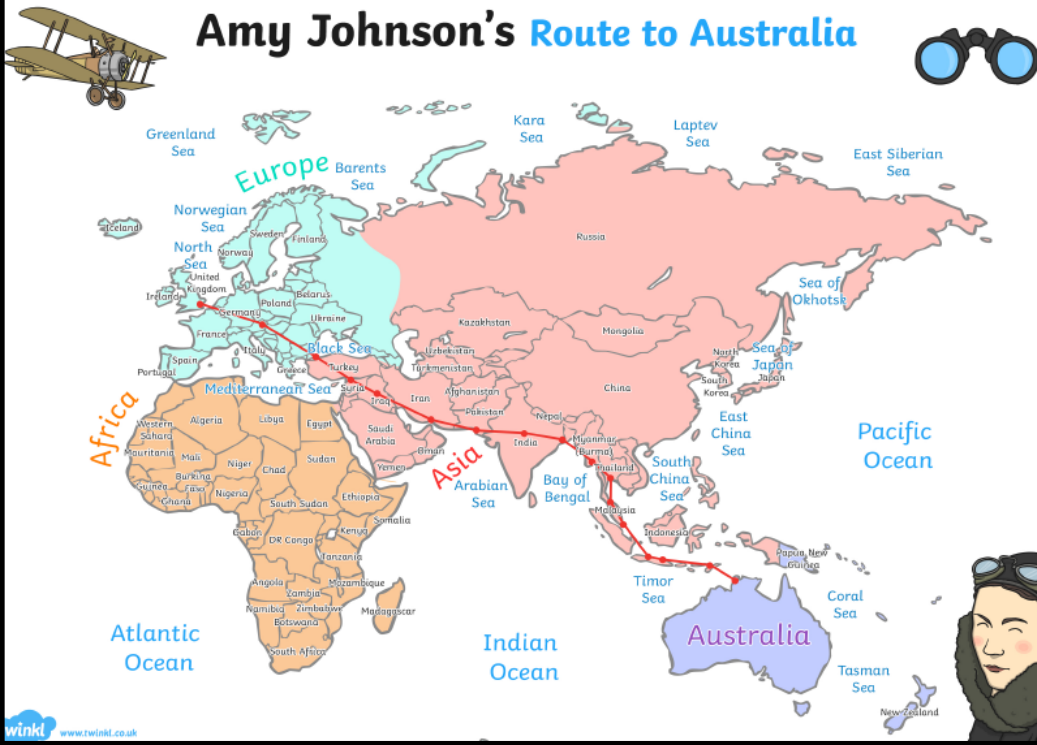 Amy Johnson's Route to Australia
Greenland
Sea
Kara
Sea
Laptev
Sea
East Siberian
Sea
Europe
Barents
Sea
Norwegian
Sea
Iceland
North
Sea
Norway
Sweden
Finland
Russia
Sea of
Okhotsk
United
Kingdom
Ireland
Germany
Poland
Belarus
Ukraine
France
Italy
Spain
Portugal
Greece
Black Sea
Turkey
Kazakhstan
Mongolia
Uzbekistan
Turkmenistan
North
Korea
South
Korea
Sea of
Japan
Japan
Mediterranean Sea
Syria
Iraq
Iran
Afghanistan
Pakistan
China
Nepal
Africa
Western
Sahara
Algeria
Libya
Egypt
Saudi
Arabia
Oman
Yemen
Asia
India
Myanmar
(Burma)
Thailand
East
China
Sea
Pacific
Ocean
Mauritania
Mali
Niger
Chad
Sudan
Burkina
Faso
Guinea
Ghana
Nigeria
South Sudan
Ethiopia
Somalia
Arabian
Sea
Bay of
Bengal
South
China
Sea
Malaysia
Indonesia
Gabon
DR Congo
Kenya
Tanzania
Papua New
Guinea
Angola
Zambia
Mozambique
Namibia
Zimbabwe
Botswana
Madagascar
South Africa
Timor
Sea
Coral
Sea
Australia
Atlantic
Ocean
Indian
Ocean
Tasman
Sea
New Zealand
twinkl www.twinkl.co.uk